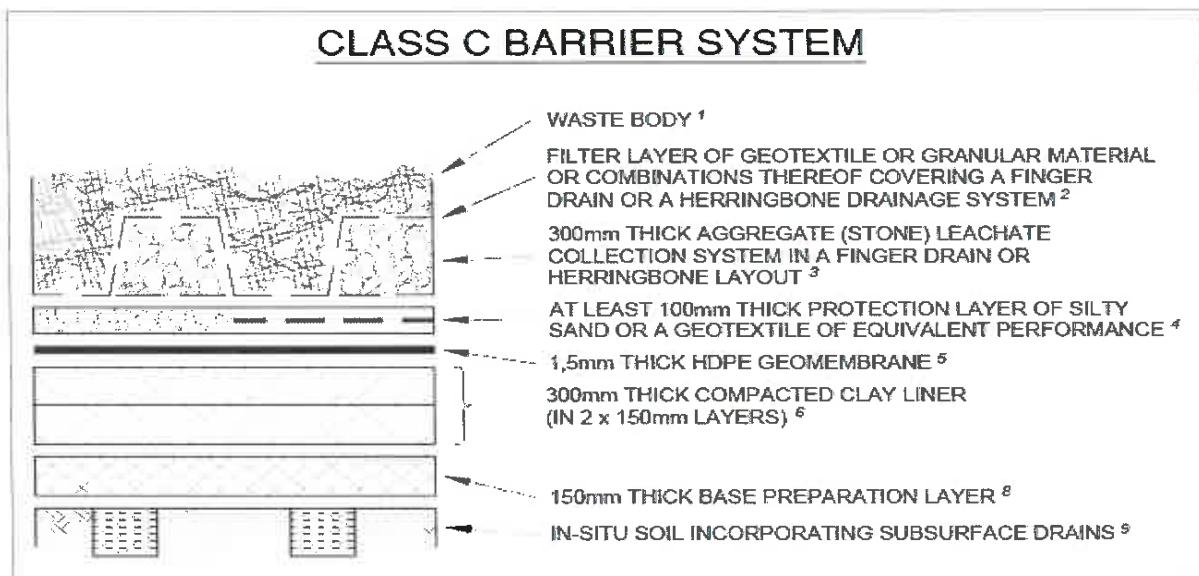 CLASS C BARRIER SYSTEM
WASTE BODY 1
FILTER LAYER OF GEOTEXTILE OR GRANULAR MATERIAL
OR COMBINATIONS THEREOF COVERING A FINGER
DRAIN OR A HERRINGBONE DRAINAGE SYSTEM 2
300mm THICK AGGREGATE (STONE) LEACHATE
COLLECTION SYSTEM IN A FINGER DRAIN OR
HERRINGBONE LAYOUT 3
AT LEAST 100mm THICK PROTECTION LAYER OF SILTY
SAND OR A GEOTEXTILE OF EQUIVALENT PERFORMANCE 4
1,5mm THICK HDPE GEOMEMBRANE 5
300mm THICK COMPACTED CLAY LINER
(IN 2 x 150mm LAYERS) 6
150mm THICK BASE PREPARATION LAYER 8
IN-SITU SOIL INCORPORATING SUBSURFACE DRAINS 9